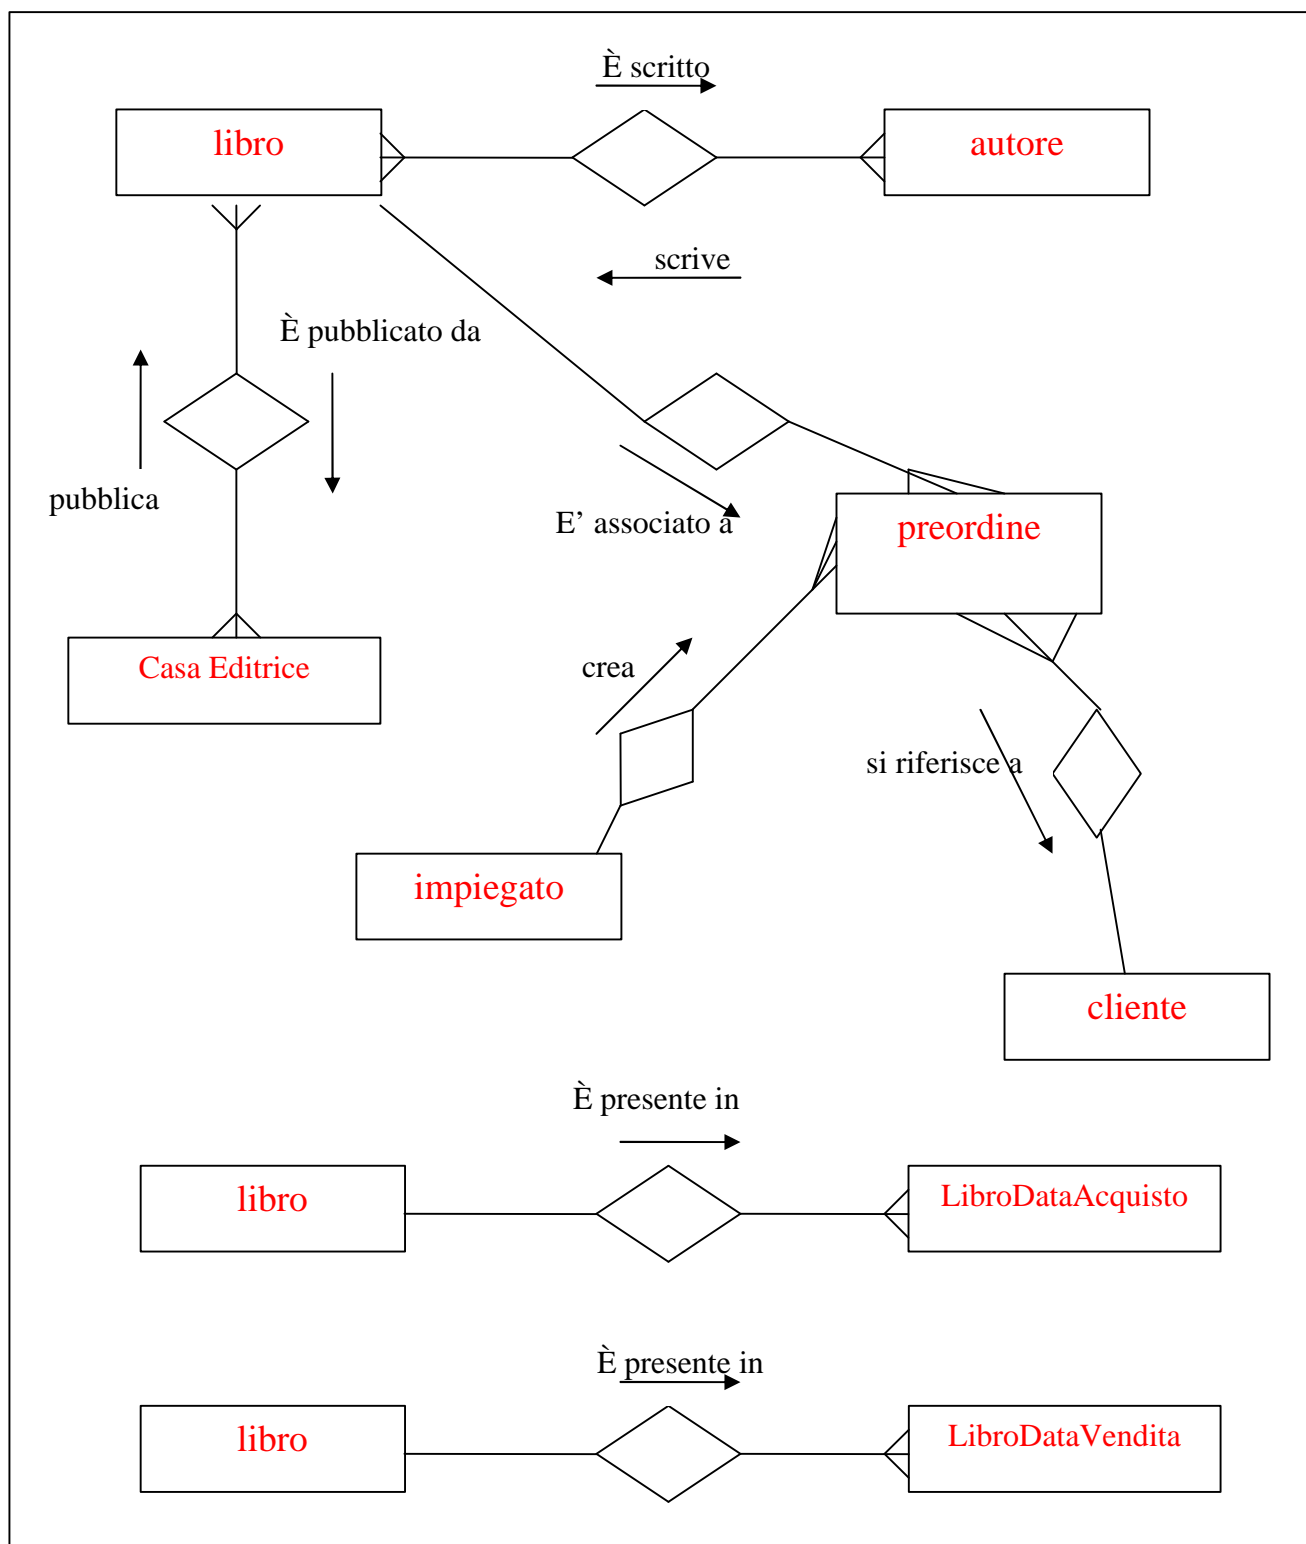 È scritto
libro
autore
scrive
È pubblicato da
pubblica
E’ associato a
preordine
Casa Editrice
crea
si riferisce a
impiegato
cliente
È presente in
libro
LibroDataAcquisto
È presente in
libro
LibroDataVendita